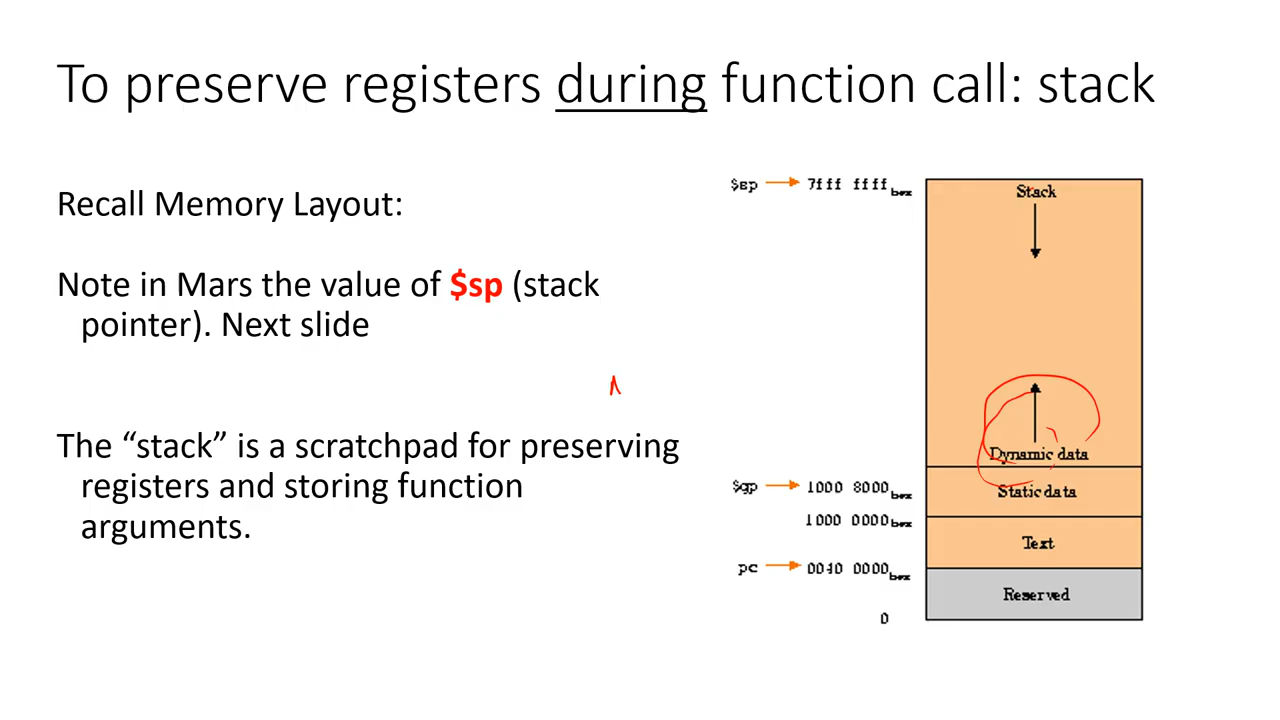 To preserve registers during function call: stack
Recall Memory Layout:
Note in Mars the value of $sp (stack
pointer). Next slide
The “stack” is a scratchpad for preserving
registers and storing function
arguments.
$sp 7fff ffff hex
Stack
Dynamic data
$gp 1000 8000 hex
Static data
1000 0000 hex
Text
pc 0040 0000 hex
Reserved
0